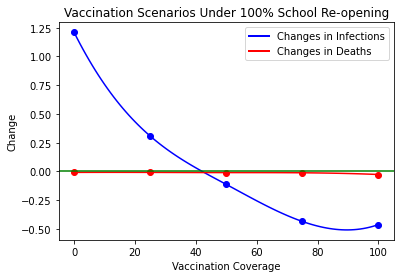 Vaccination Scenarios Under 100% School Re-opening
Changes in Infections
Changes in Deaths
1.25
1.00
0.75
0.50
0.25
0.00
−0.25
−0.50
Change
0 20 40 60 80 100
Vaccination Coverage